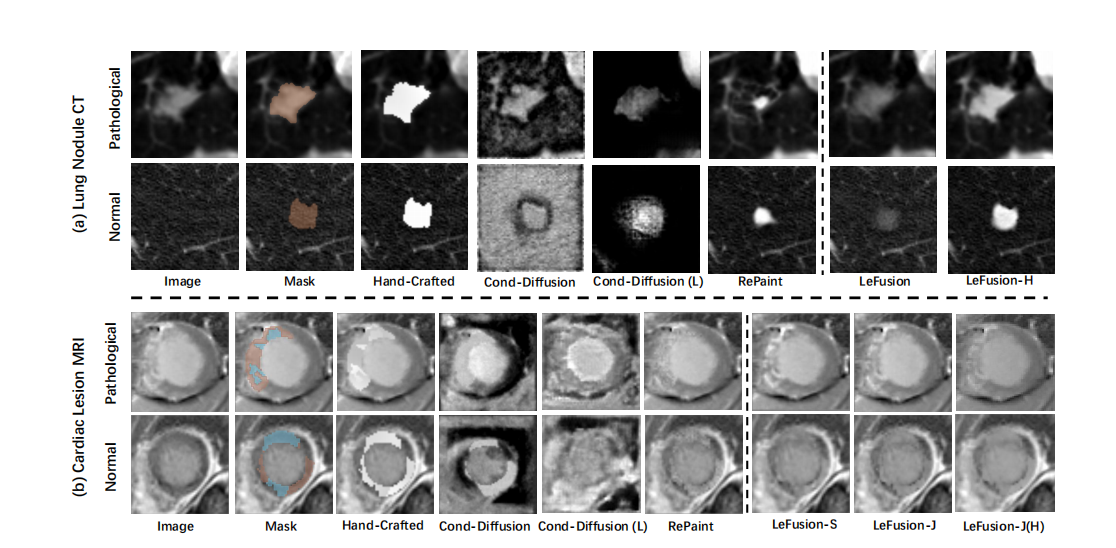 (a) Lung Nodule CT
Pathological
Normal
Image Mask Hand-Crafted Cond-Diffusion Cond-Diffusion (L) RePaint LeFusion LeFusion-H
(b) Cardiac Lesion MRI
Pathological
Normal
Image Mask Hand-Crafted Cond-Diffusion Cond-Diffusion (L) RePaint LeFusion-S LeFusion-J LeFusion-J(H)